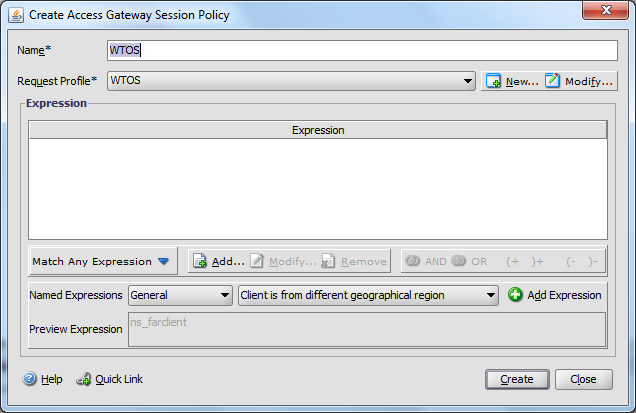 Create Access Gateway Session Policy
Name* WTOS
Request Profile* WTOS New... Modify...
Expression
Expression
Match Any Expression Add... Modify... Remove AND OR (+ )+ (- )-
Named Expressions General Client is from different geographical region Add Expression
Preview Expression ns_farclient
Help Quick Link Create Close